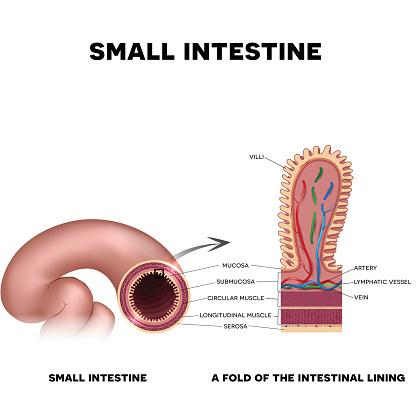 SMALL INTESTINE
VILLI
MUCOSA
SUBMUCOSA
CIRCULAR MUSCLE
LONGITUDINAL MUSCLE
SEROSA
ARTERY
LYMPHATIC VESSEL
VEIN
SMALL INTESTINE
A FOLD OF THE INTESTINAL LINING